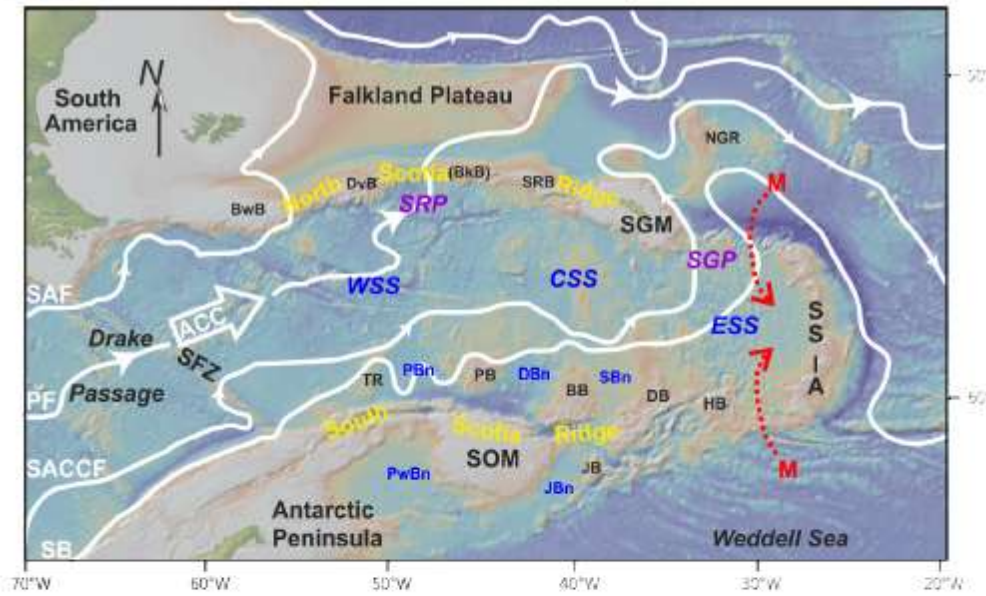 N
South
America
Falkland Plateau
NGR
North
DvB
Scotia
(BkB)
SRB
Ridge
M
BwB
SRP
SGM
SGP
WSS
CSS
SAF
ACC
Drake
SFZ
ESS
S
S
I
A
PF
Passage
TR
PBn
PB
DBn
BB
SBn
DB
HB
South
Scotia
Ridge
SACCF
SOM
PwBn
JB
JBn
M
Antarctic
Peninsula
Weddell Sea
SB
70°W
60°W
50°W
40°W
30°W
20°W